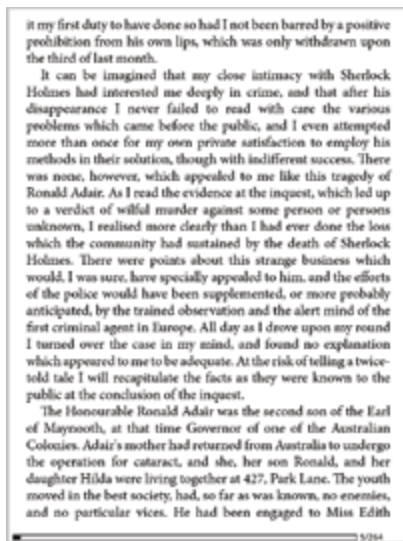 it my first duty to have done so had I not been barred by a positive
prohibition from his own lips, which was only withdrawn upon
the third of last month.
It can be imagined that my close intimacy with Sherlock
Holmes had interested me deeply in crime, and that after his
disappearance I never failed to read with care the various
problems which came before the public, and I even attempted
more than once for my own private satisfaction to employ his
methods in their solution, though with indifferent success. There
was none, however, which appealed to me like this tragedy of
Ronald Adair. As I read the evidence at the inquest, which led up
to a verdict of wilful murder against some person or persons
unknown, I realised more clearly than I had ever done the loss
which the community had sustained by the death of Sherlock
Holmes. There were points about this strange business which
would, I was sure, have specially appealed to him, and the efforts
of the police would have been supplemented, or more probably
anticipated, by the trained observation and the alert mind of the
first criminal agent in Europe. All day as I drove upon my round
I turned over the case in my mind, and found no explanation
which appeared to me to be adequate. At the risk of telling a twice-
told tale I will recapitulate the facts as they were known to the
public at the conclusion of the inquest.
The Honourable Ronald Adair was the second son of the Earl
of Maynooth, at that time Governor of one of the Australian
Colonies. Adair's mother had returned from Australia to undergo
the operation for cataract, and she, her son Ronald, and her
daughter Hilda were living together at 427, Park Lane. The youth
moved in the best society, had, so far as was known, no enemies,
and no particular vices. He had been engaged to Miss Edith
5/264